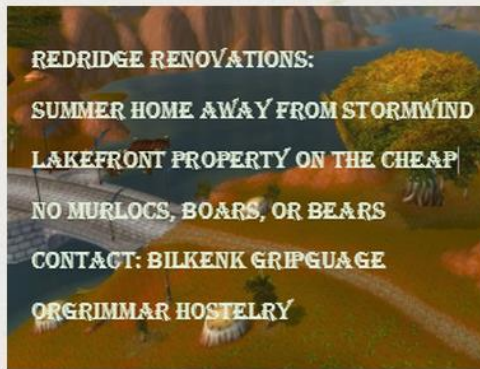 REDRIDGE RENOVATIONS:
SUMMER HOME AWAY FROM STORMWIND
LAKEFRONT PROPERTY ON THE CHEAP
NO MURLOCS, BOARS, OR BEARS
CONTACT: BILKENK GRIPGUAGE
ORGRIMMAR HOSTELRY